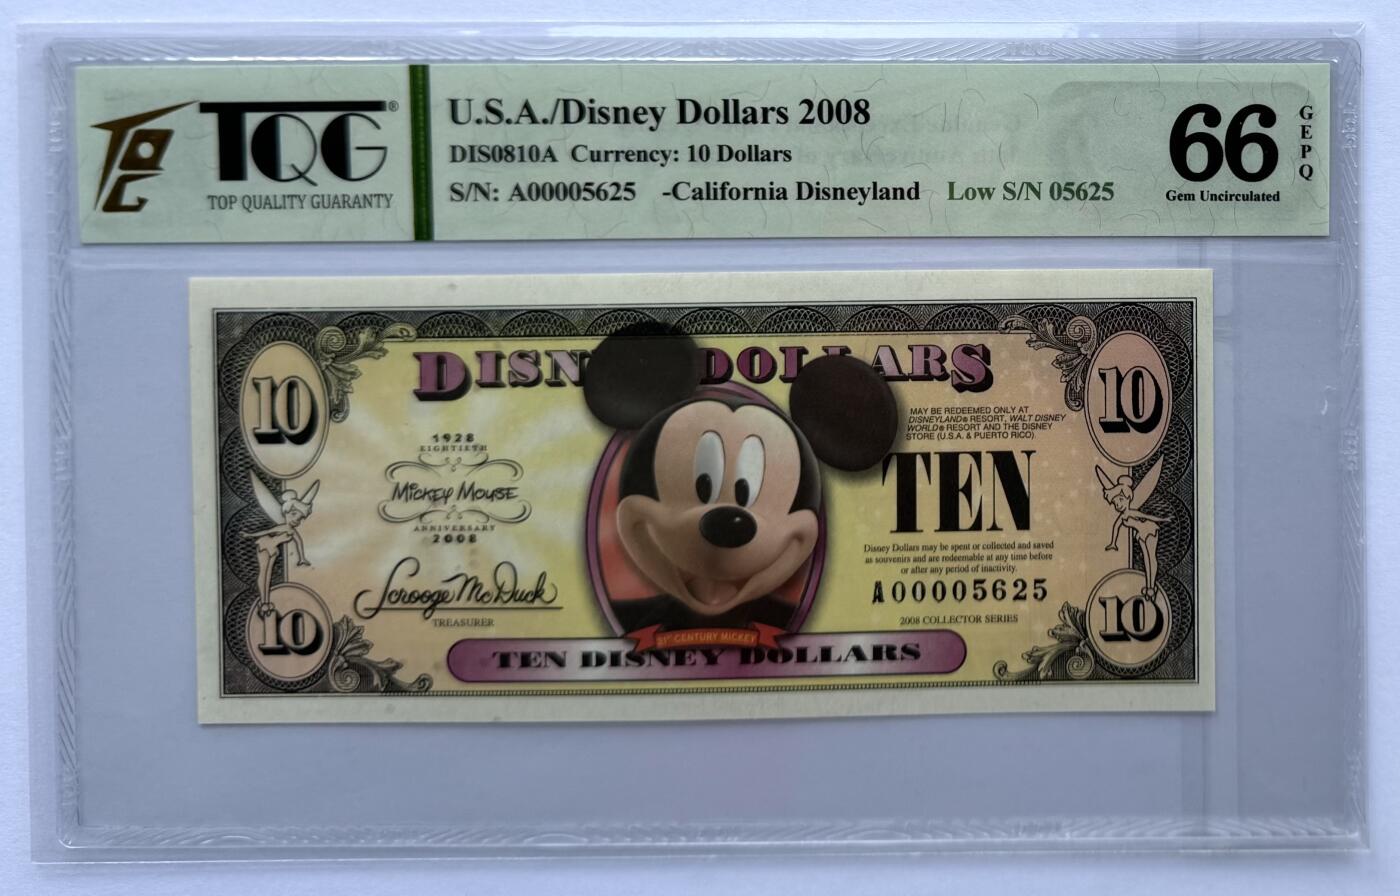 TQG®
TOP QUALITY GUARANTY
U.S.A./Disney Dollars 2008
DIS0810A Currency: 10 Dollars
S/N: A00005625 -California Disneyland Low S/N 05625
66
GEPQ
Gem Uncirculated
DISN DOLLARS
10
10
MAY BE REDEEMED ONLY AT
DISNEYLAND® RESORT, WALT DISNEY
WORLD® RESORT AND THE DISNEY
STORE (U.S.A. & PUERTO RICO).
1928
EIGHTIETH
MICKEY MOUSE
ANNIVERSARY
2008
TEN
Disney Dollars may be spent or collected and saved
as souvenirs and are redeemable at any time before
or after any period of inactivity.
A00005625
Scrooge McDuck
TREASURER
2008 COLLECTOR SERIES
10
10
21ST CENTURY MICKEY
TEN DISNEY DOLLARS